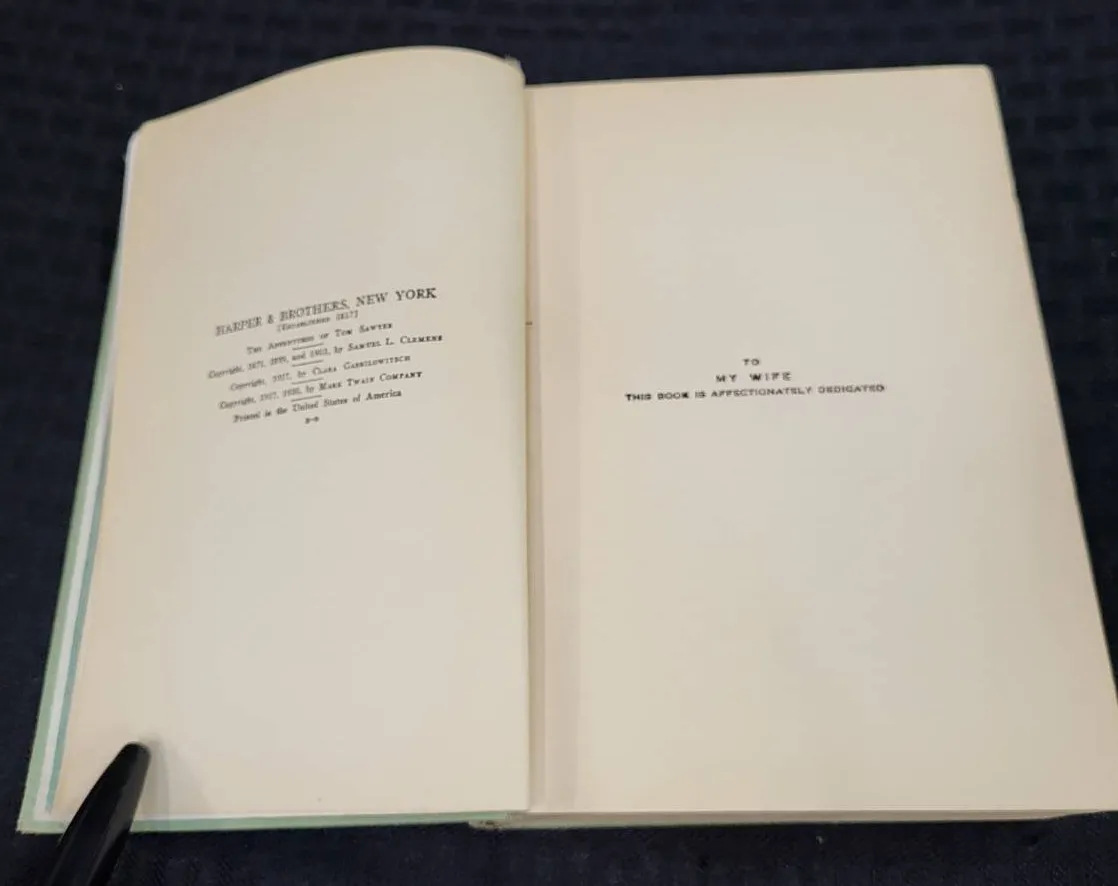 HARPER & BROTHERS, NEW YORK
[ESTABLISHED 1817]
THE ADVENTURES OF TOM SAWYER
Copyright, 1875, 1899, and 1903, by SAMUEL L. CLEMENS
Copyright, 1917, by CLARA GABRILOWITSCH
Copyright, 1917, 1920, by MARK TWAIN COMPANY
Printed in the United States of America
TO
MY WIFE
THIS BOOK IS AFFECTIONATELY DEDICATED